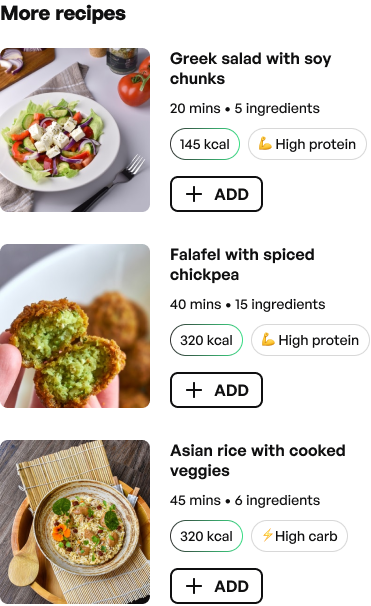 More recipes
Greek salad with soy
chunks
20 mins • 5 ingredients
145 kcal
💪 High protein
+ ADD
Falafel with spiced
chickpea
40 mins • 15 ingredients
320 kcal
💪 High protein
+ ADD
Asian rice with cooked
veggies
45 mins • 6 ingredients
320 kcal
⚡High carb
+ ADD